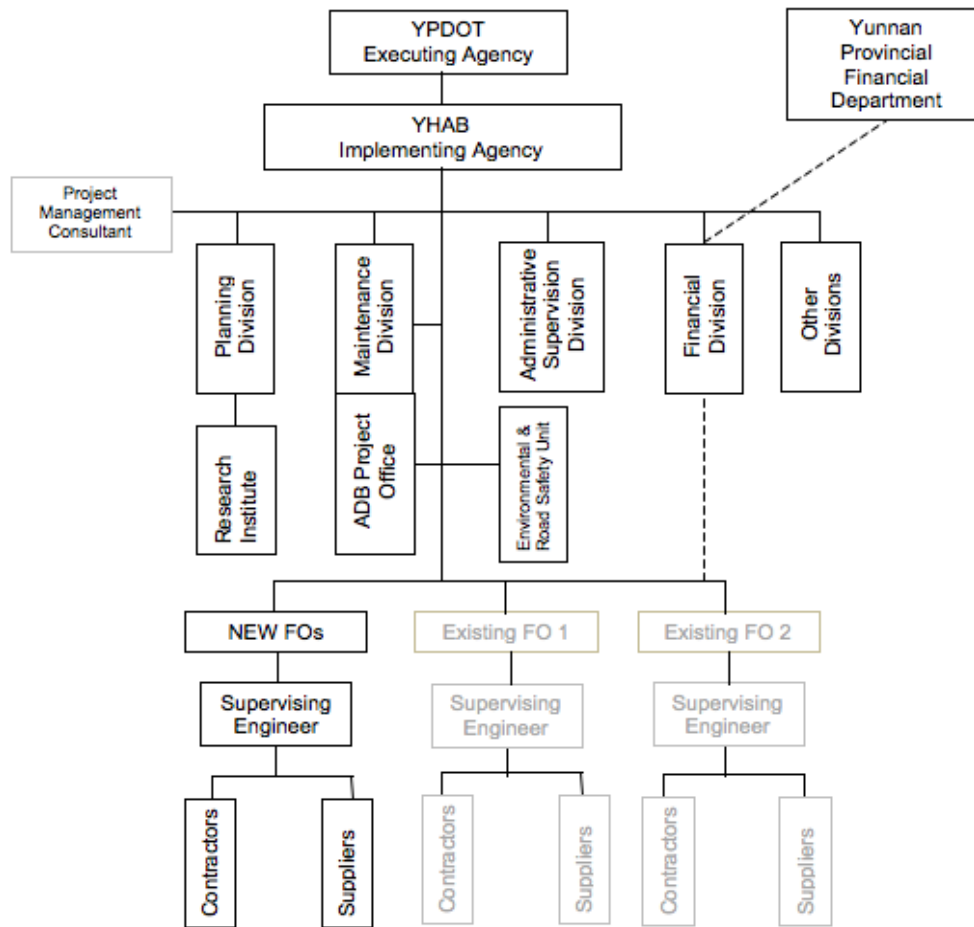 YPDOT
Executing Agency
Yunnan
Provincial
Financial
Department
YHAB
Implementing Agency
Project
Management
Consultant
Planning
Division
Maintenance
Division
Administrative
Supervision
Division
Financial
Division
Other
Divisions
Research
Institute
ADB Project
Office
Environmental &
Road Safety Unit
NEW FOs
Existing FO 1
Existing FO 2
Supervising
Engineer
Supervising
Engineer
Supervising
Engineer
Contractors
Suppliers
Contractors
Suppliers
Contractors
Suppliers